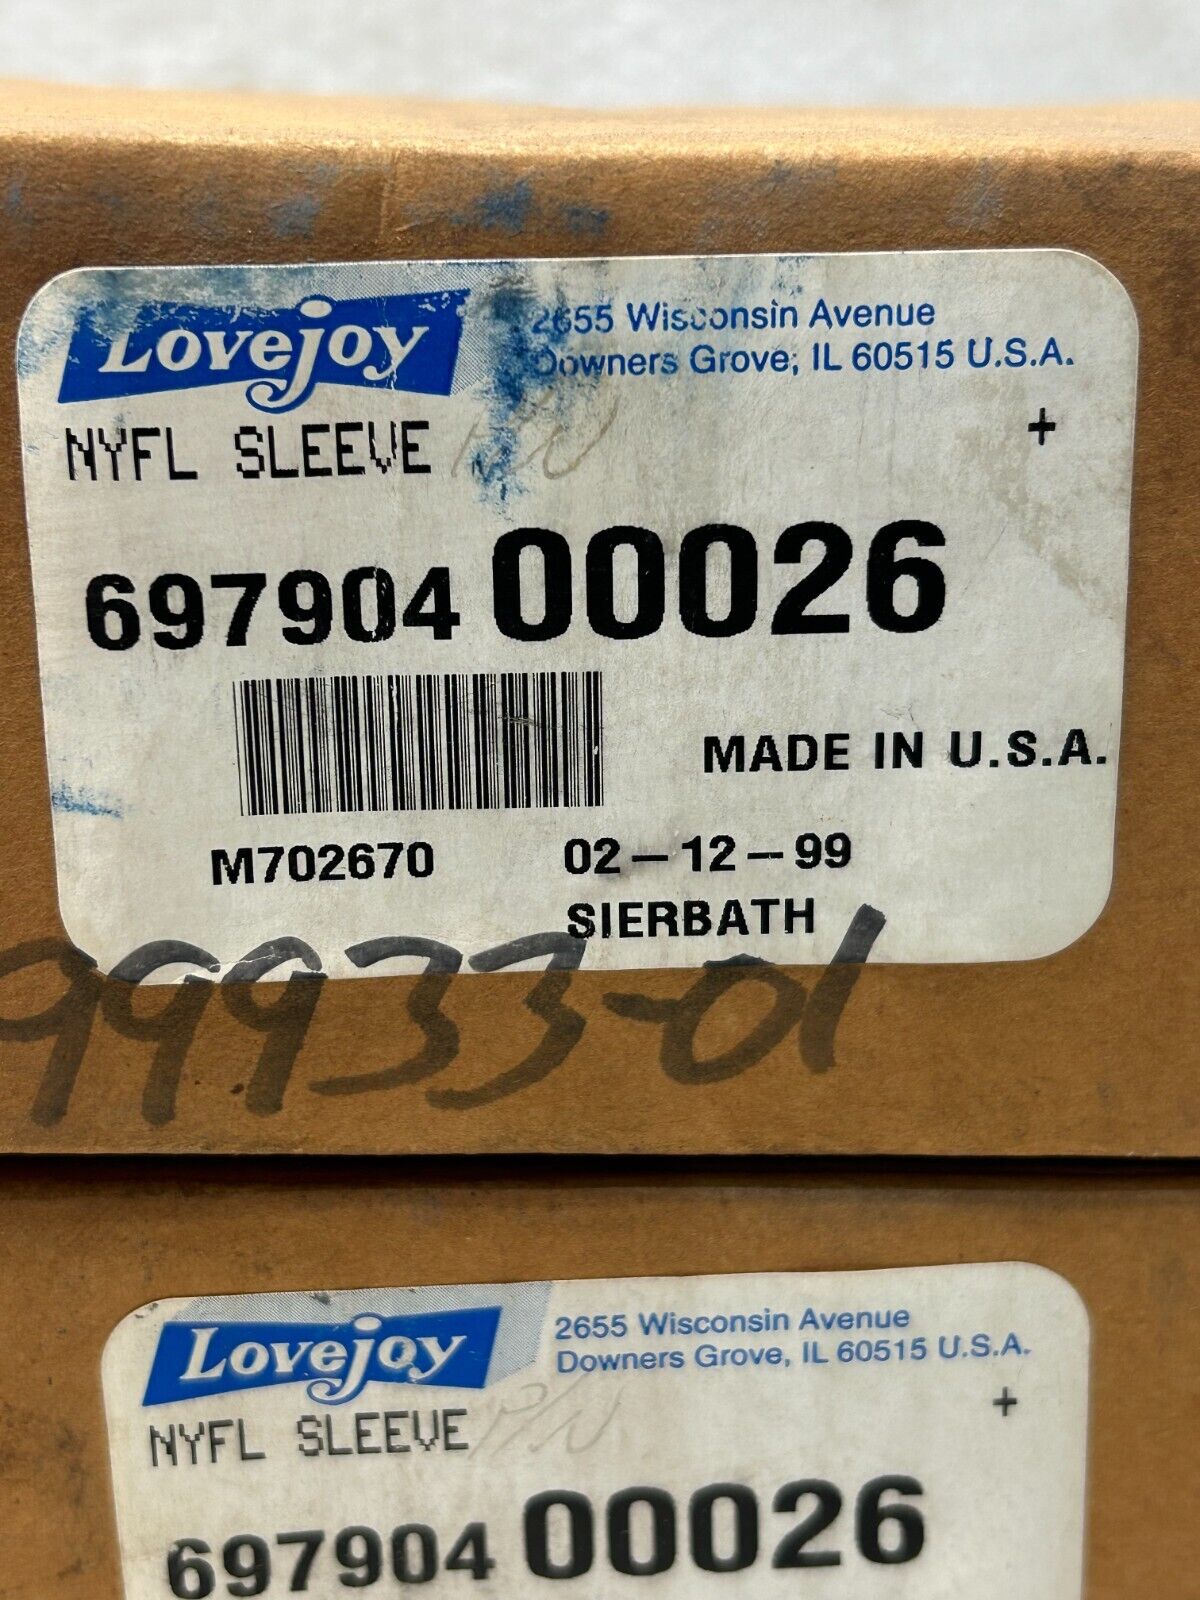 Lovejoy
2655 Wisconsin Avenue
Downers Grove, IL 60515 U.S.A.
NYFL SLEEVE
+
697904 00026
MADE IN U.S.A.
M702670 02-12-99
SIERBATH
99933-01
Lovejoy
2655 Wisconsin Avenue
Downers Grove, IL 60515 U.S.A.
NYFL SLEEVE P/N
+
697904 00026